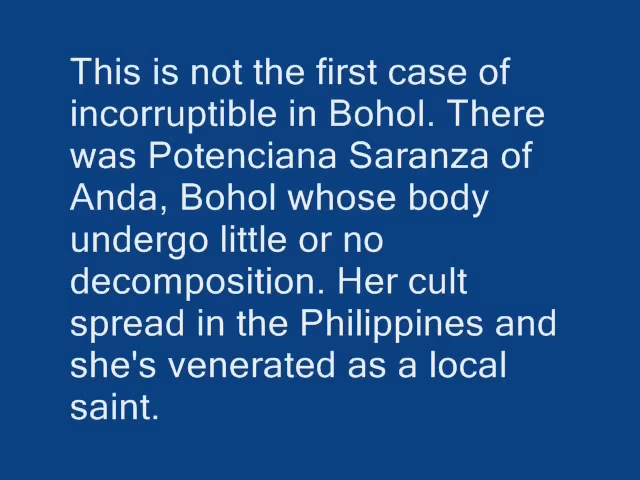 This is not the first case of
incorruptible in Bohol. There
was Potenciana Saranza of
Anda, Bohol whose body
undergo little or no
decomposition. Her cult
spread in the Philippines and
she's venerated as a local
saint.